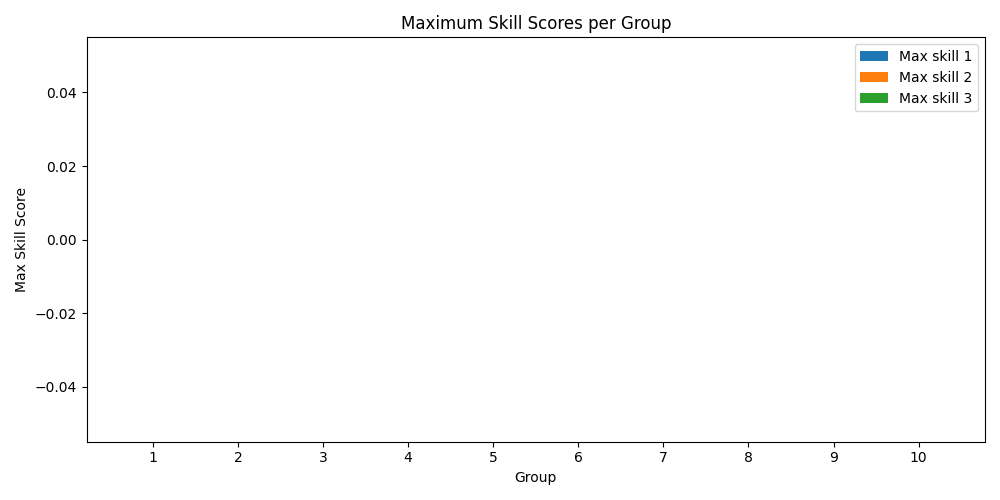 Maximum Skill Scores per Group
Max skill 1
Max skill 2
Max skill 3
0.04
0.02
0.00
−0.02
−0.04
Max Skill Score
1 2 3 4 5 6 7 8 9 10
Group